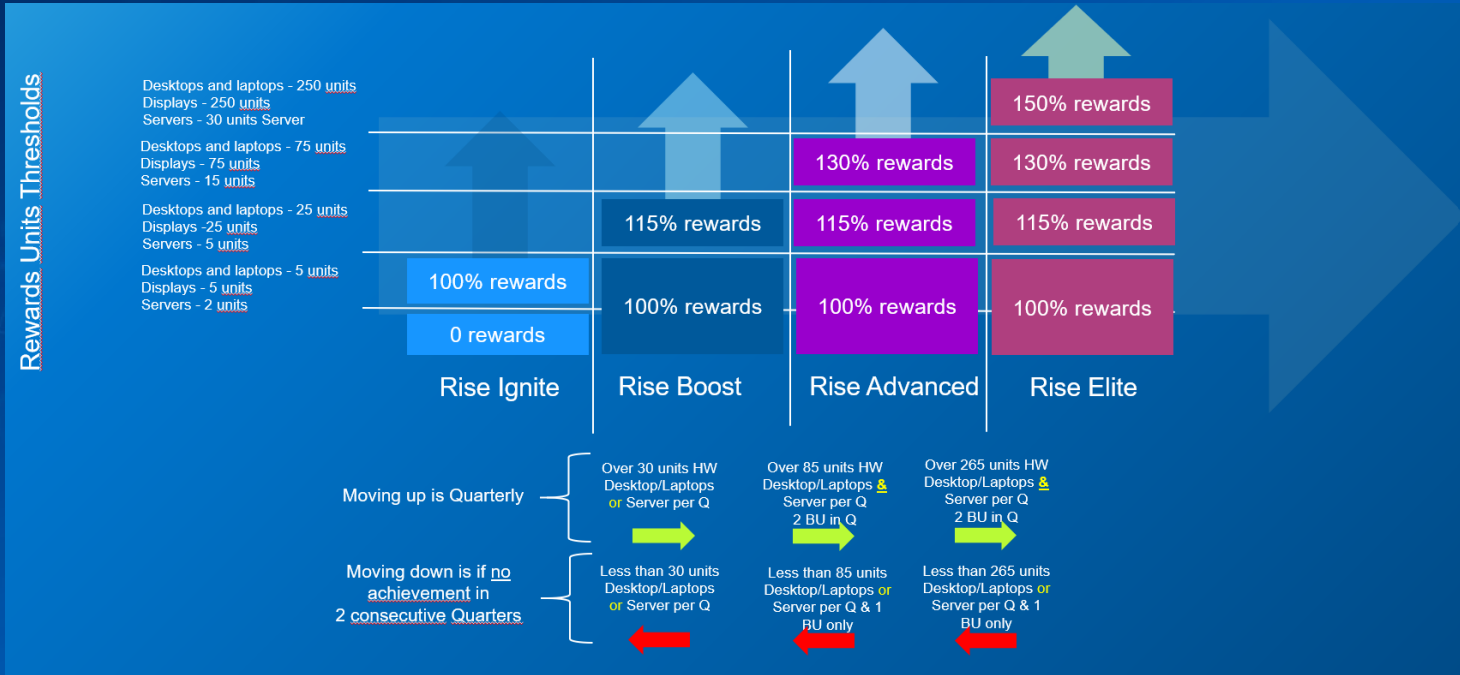 Rewards Units Thresholds
Desktops and laptops - 250 units
Displays - 250 units
Servers - 30 units Server
Desktops and laptops - 75 units
Displays - 75 units
Servers - 15 units
Desktops and laptops - 25 units
Displays -25 units
Servers - 5 units
Desktops and laptops - 5 units
Displays - 5 units
Servers - 2 units
150% rewards
130% rewards
130% rewards
115% rewards
115% rewards
115% rewards
100% rewards
0 rewards
100% rewards
100% rewards
100% rewards
Rise Ignite
Rise Boost
Rise Advanced
Rise Elite
Moving up is Quarterly
Over 30 units HW
Desktop/Laptops
or Server per Q
Over 85 units HW
Desktop/Laptops &
Server per Q
2 BU in Q
Over 265 units HW
Desktop/Laptops &
Server per Q
2 BU in Q
Moving down is if no
achievement in
2 consecutive Quarters
Less than 30 units
Desktop/Laptops
or Server per Q
Less than 85 units
Desktop/Laptops or
Server per Q & 1
BU only
Less than 265 units
Desktop/Laptops or
Server per Q & 1
BU only